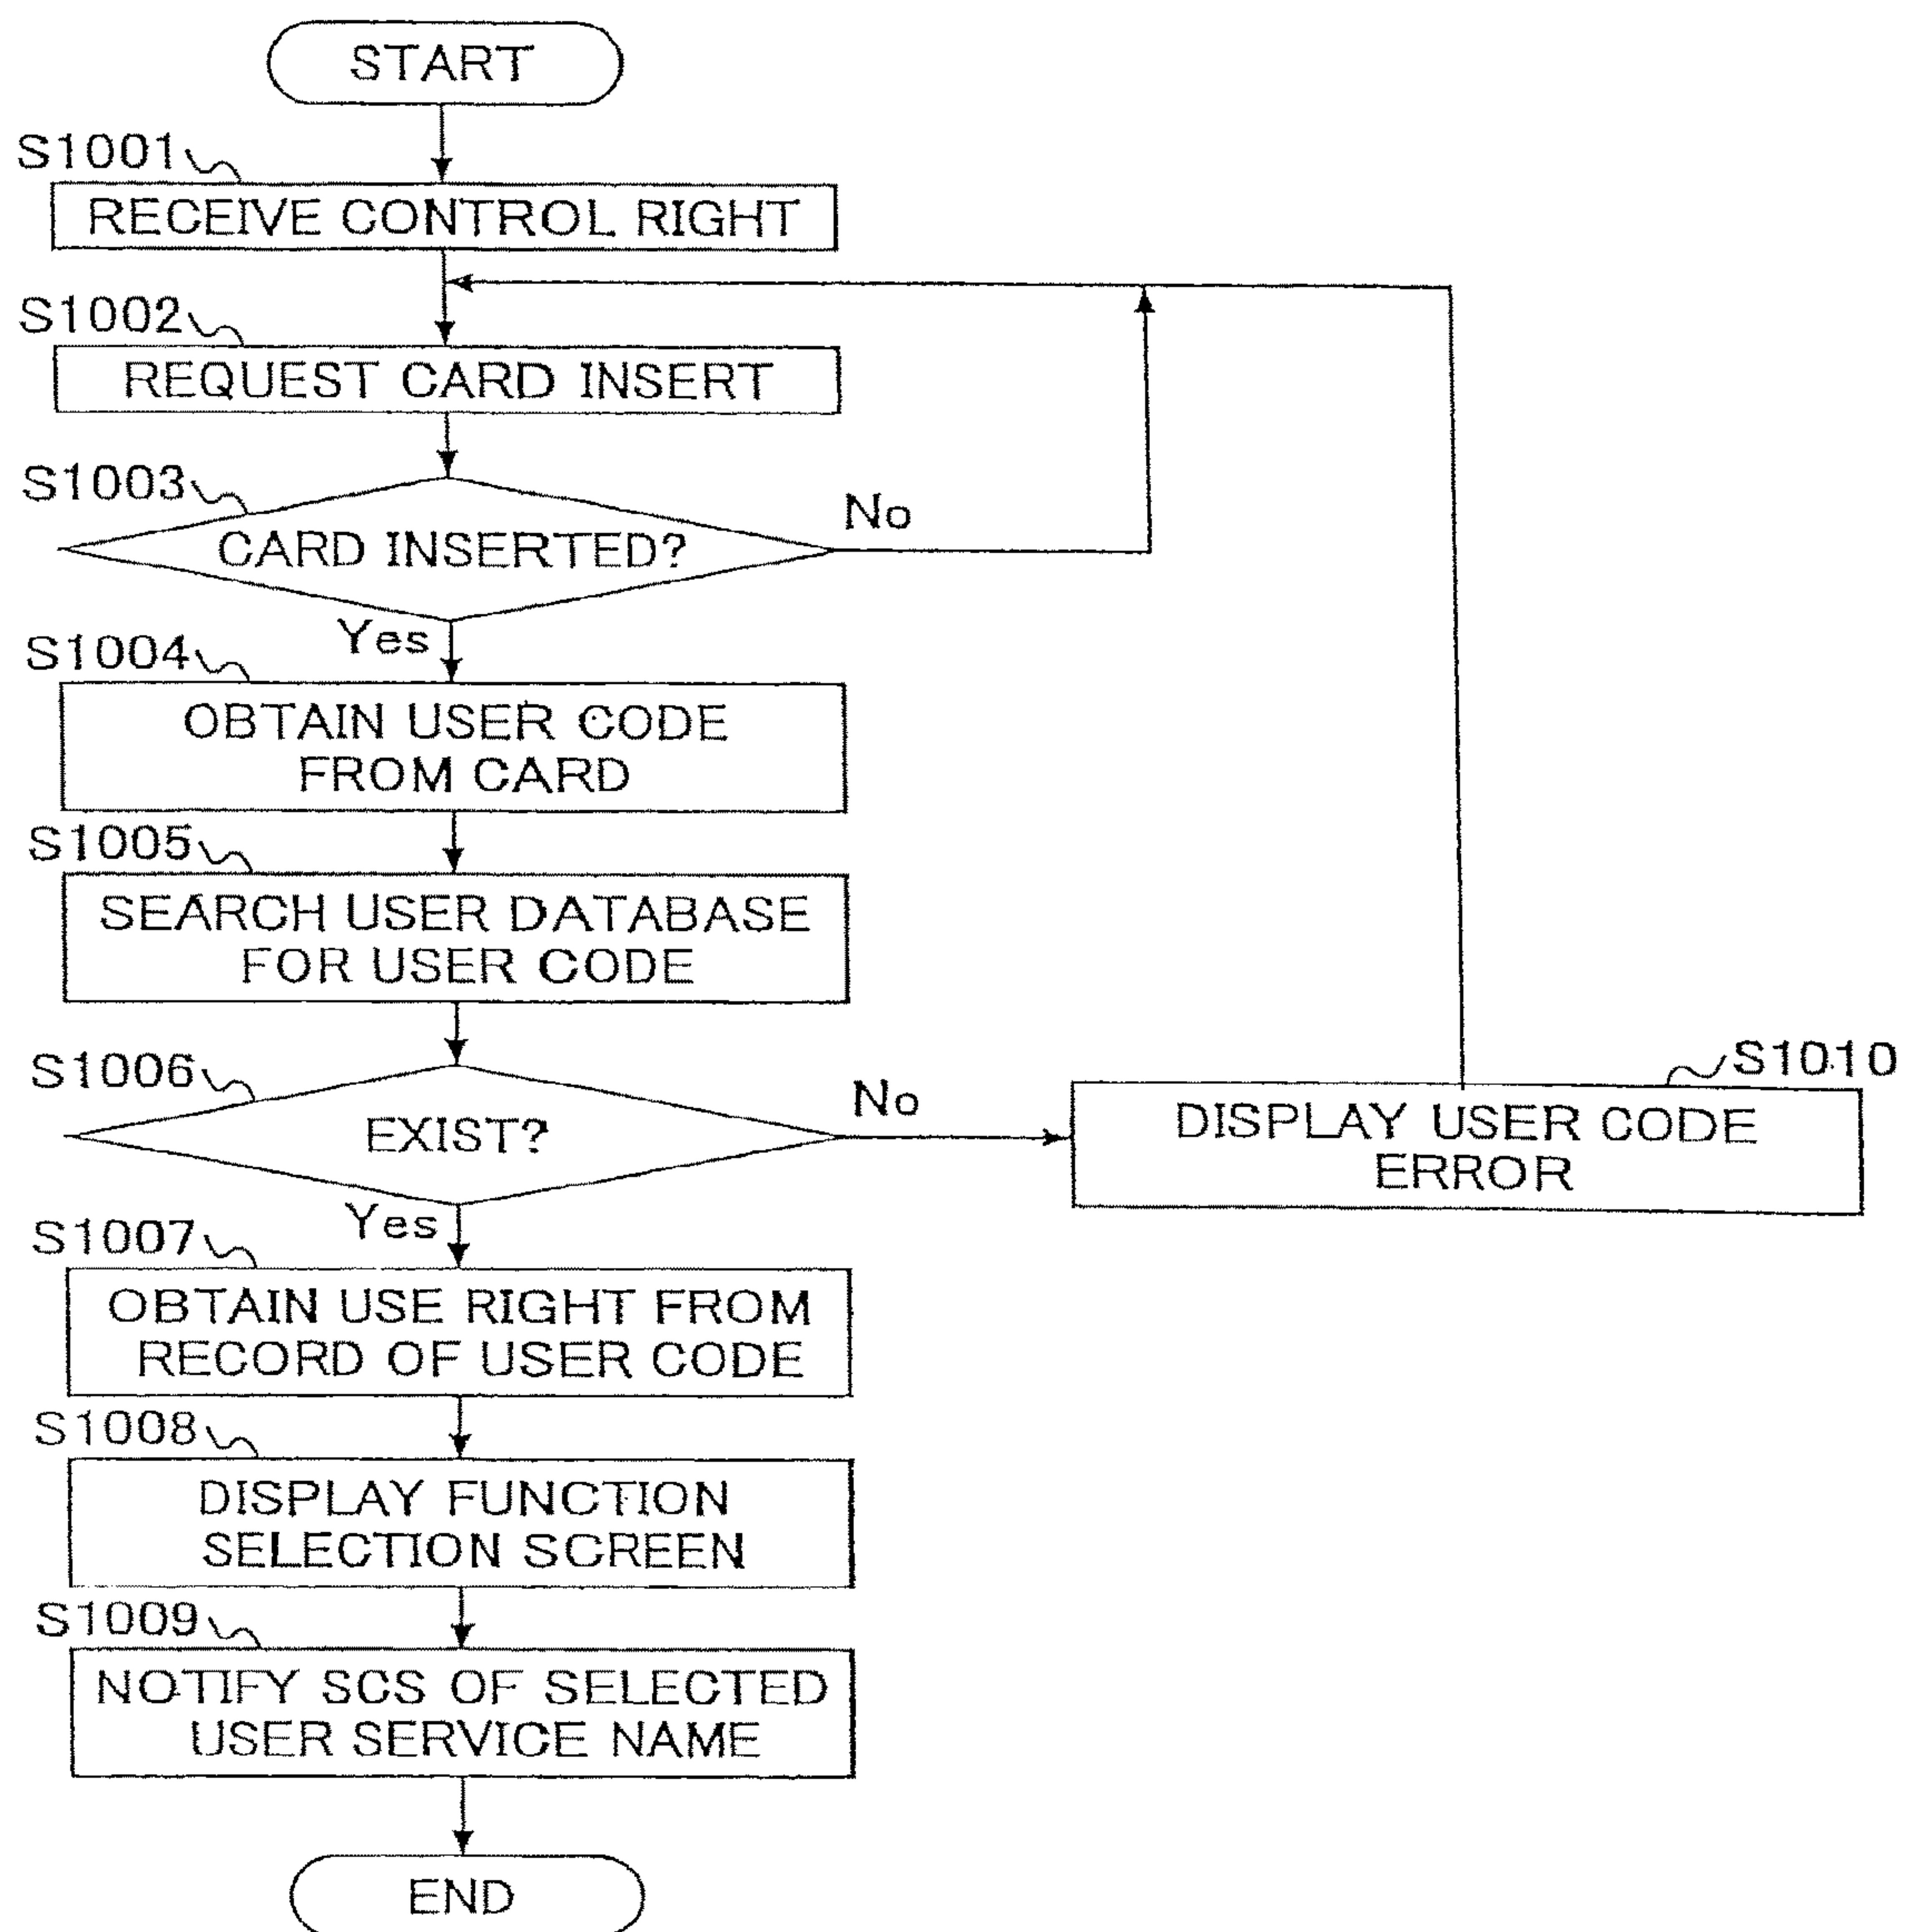 START
S1001
RECEIVE CONTROL RIGHT
S1002
REQUEST CARD INSERT
S1003
CARD INSERTED?
No
Yes
S1004
OBTAIN USER CODE
FROM CARD
S1005
SEARCH USER DATABASE
FOR USER CODE
S1006
EXIST?
No
S1010
DISPLAY USER CODE
ERROR
Yes
S1007
OBTAIN USE RIGHT FROM
RECORD OF USER CODE
S1008
DISPLAY FUNCTION
SELECTION SCREEN
S1009
NOTIFY SCS OF SELECTED
USER SERVICE NAME
END